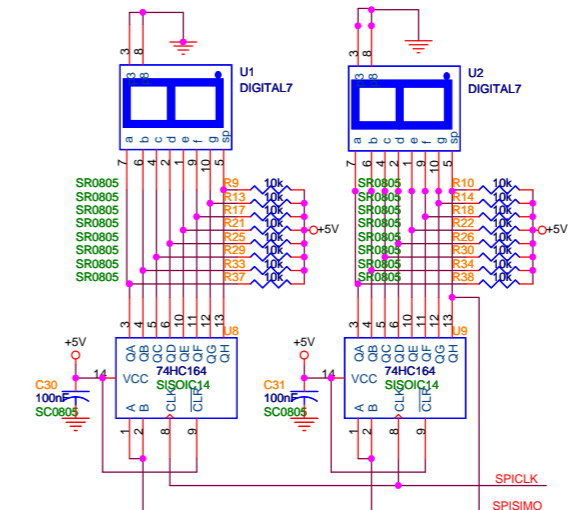 3 8
3 8
U1
DIGITAL7
a b c d e f g sp
7 6 4 2 1 9 10 5
SR0805 R9 10k
SR0805 R13 10k
SR0805 R17 10k
SR0805 R21 10k
+5V
SR0805 R25 10k
SR0805 R29 10k
SR0805 R33 10k
SR0805 R37 10k
3 4 5 6 10 11 12 13
U8
QA QB QC QD QE QF QG QH
+5V
14
VCC
74HC164
SISOIC14
C30
100nF
SC0805
A B CLK CLR
1 2 8 9
3 8
3 8
U2
DIGITAL7
a b c d e f g sp
7 6 4 2 1 9 10 5
SR0805 R10 10k
SR0805 R14 10k
SR0805 R18 10k
SR0805 R22 10k
+5V
SR0805 R26 10k
SR0805 R30 10k
SR0805 R34 10k
SR0805 R38 10k
3 4 5 6 10 11 12 13
U9
QA QB QC QD QE QF QG QH
+5V
14
VCC
74HC164
SISOIC14
C31
100nF
SC0805
A B CLK CLR
1 2 8 9
SPICLK
SPISIMO